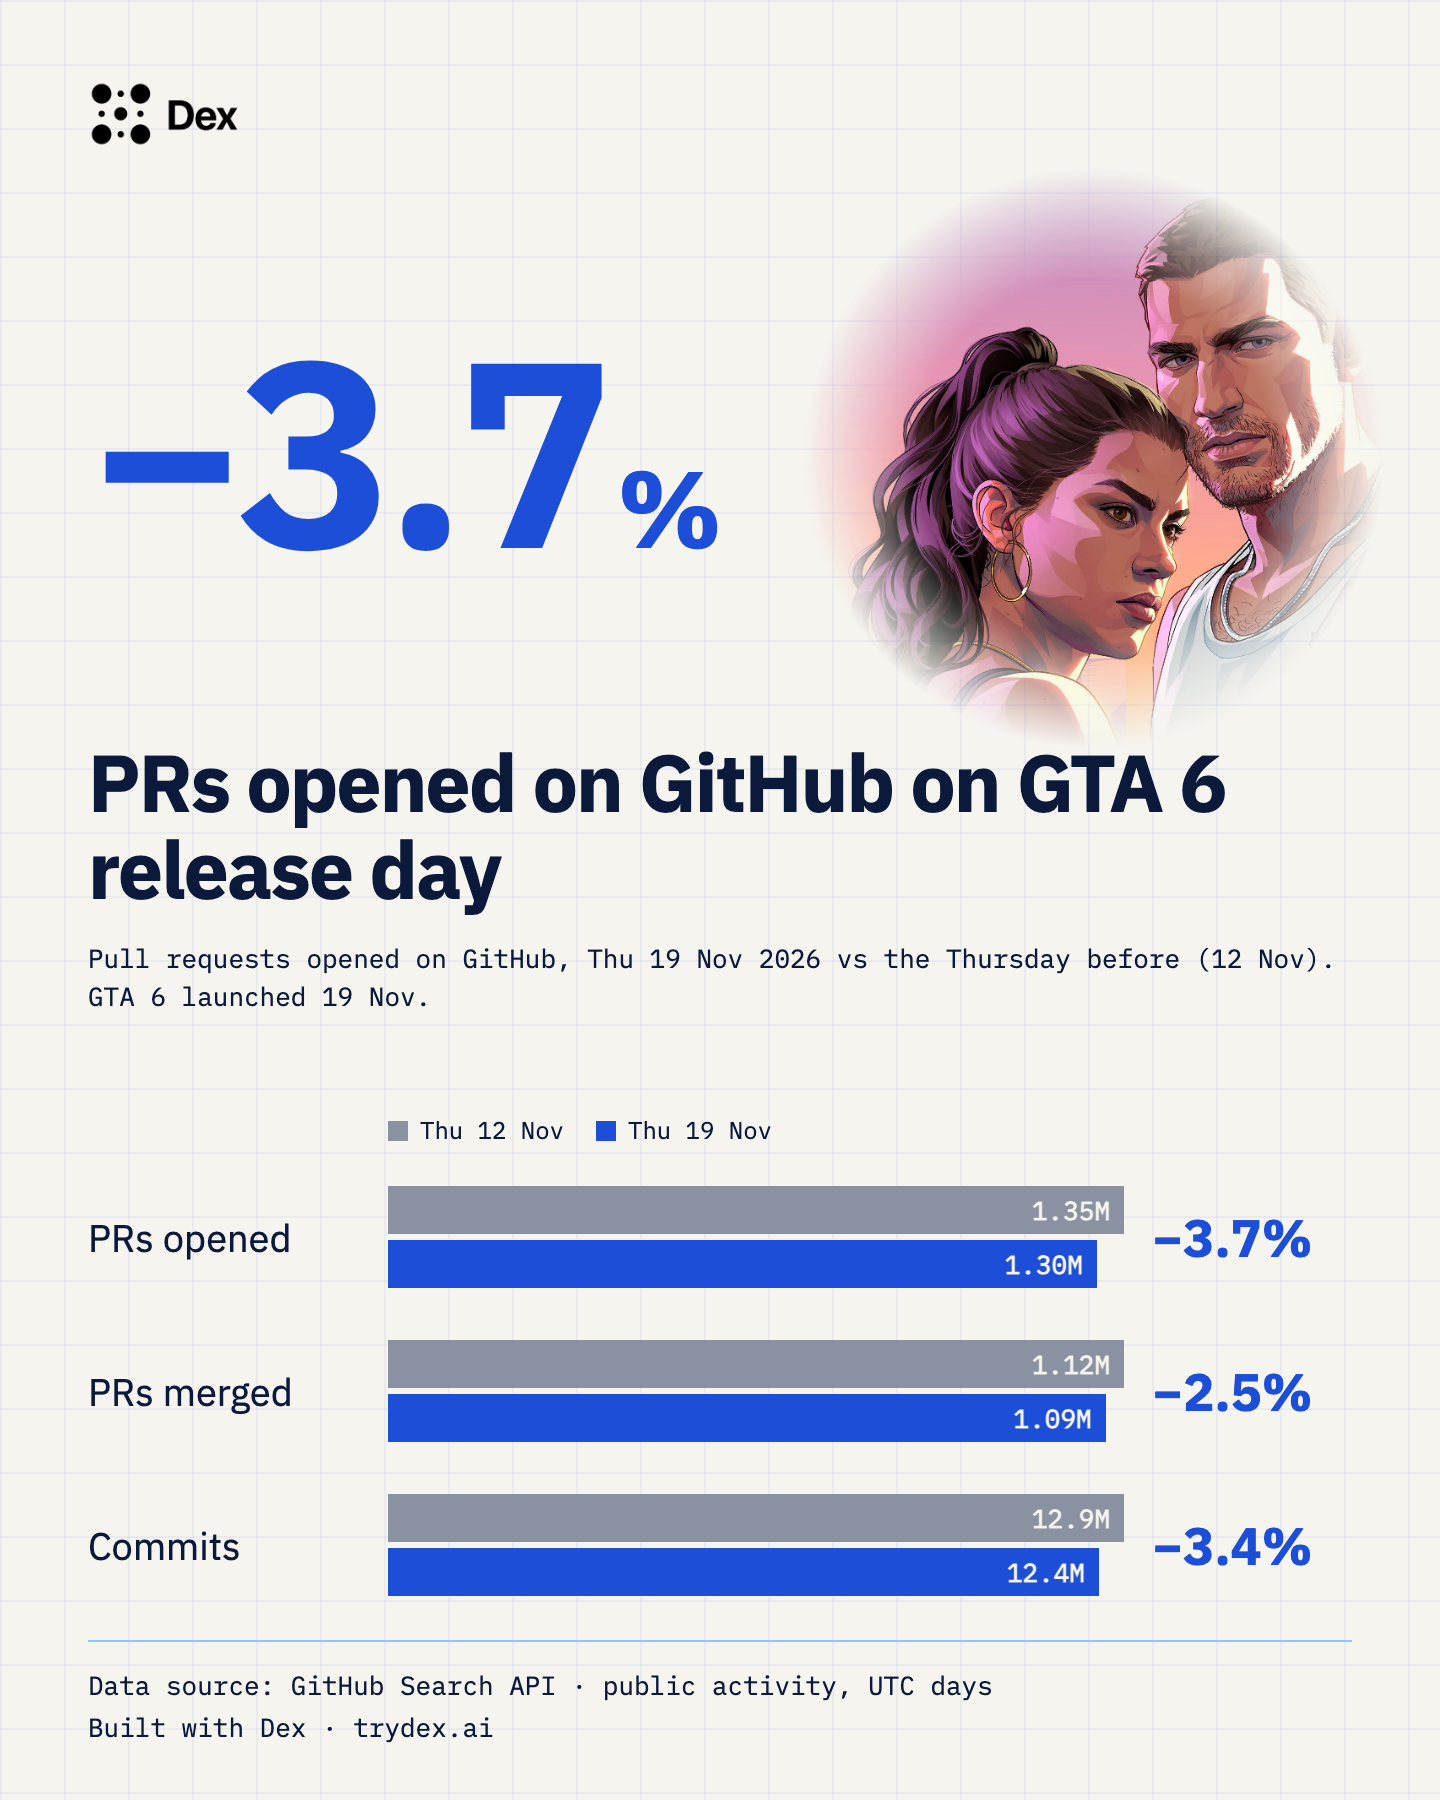 Dex
–3.7%
PRs opened on GitHub on GTA 6
release day
Pull requests opened on GitHub, Thu 19 Nov 2026 vs the Thursday before (12 Nov).
GTA 6 launched 19 Nov.
Thu 12 Nov Thu 19 Nov
PRs opened
1.35M
1.30M
–3.7%
PRs merged
1.12M
1.09M
–2.5%
Commits
12.9M
12.4M
–3.4%
Data source: GitHub Search API · public activity, UTC days
Built with Dex · trydex.ai